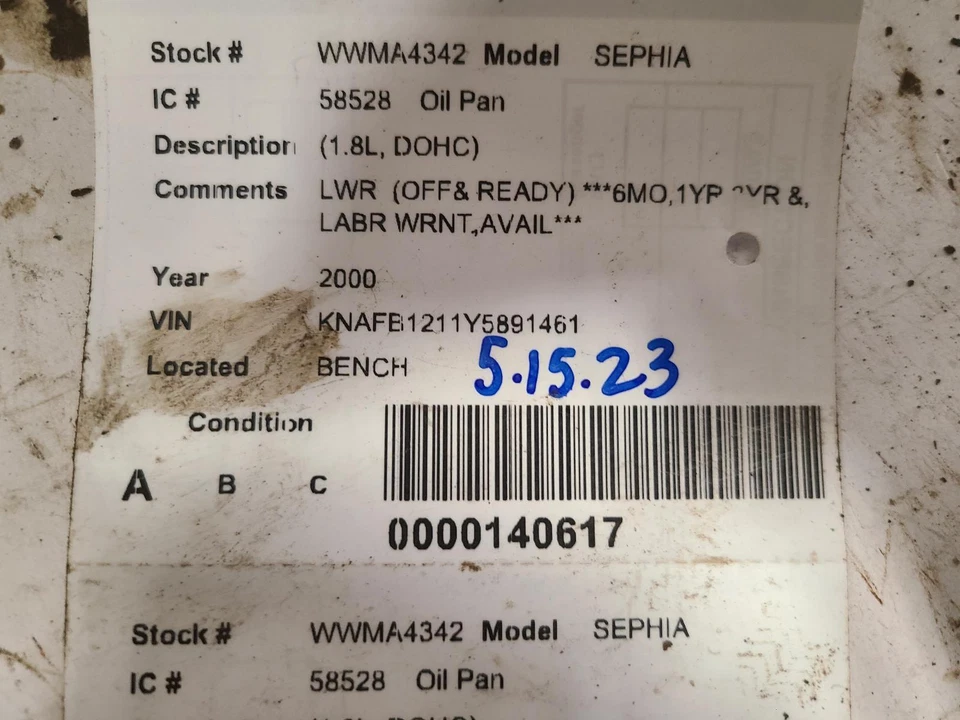 Stock # WWMA4342 Model SEPHIA
IC # 58528 Oil Pan
Description (1.8L, DOHC)
Comments LWR (OFF& READY) ***6MO,1YR &,
LABR WRNT,AVAIL***
Year 2000
VIN KNAFB1211Y5891461
Located BENCH 5.15.23
Condition
A B C
0000140617
Stock # WWMA4342 Model SEPHIA
IC # 58528 Oil Pan